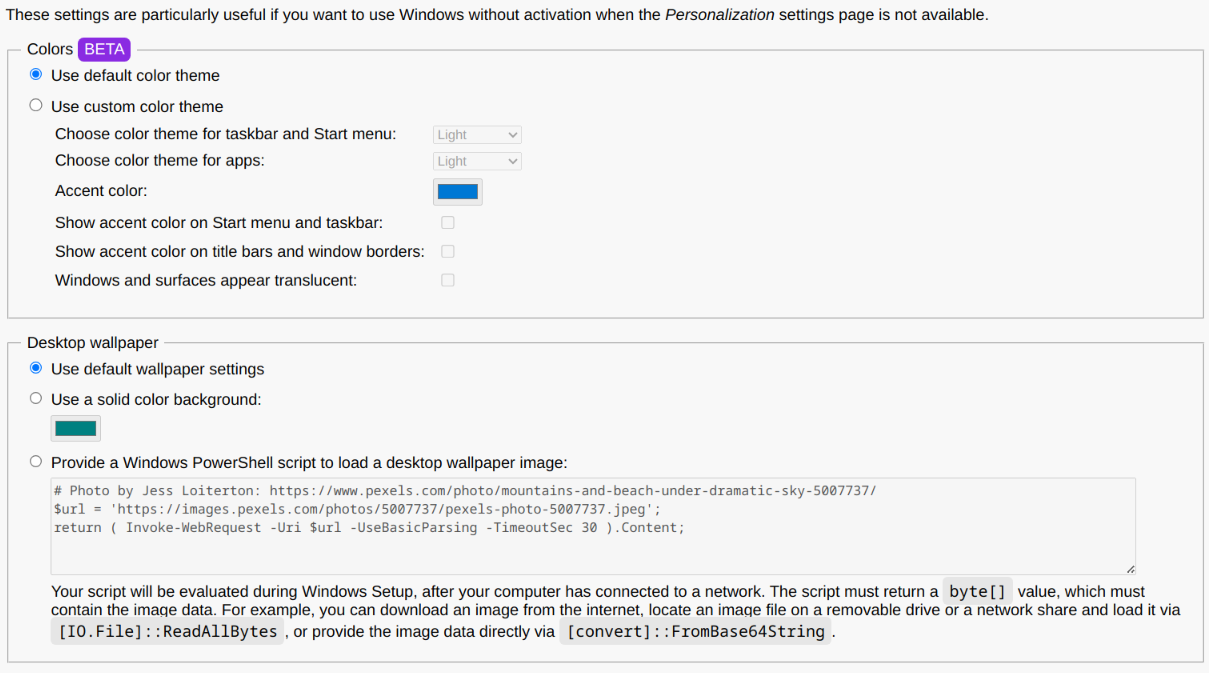 These settings are particularly useful if you want to use Windows without activation when the Personalization settings page is not available.
Colors BETA
Use default color theme
Use custom color theme
Choose color theme for taskbar and Start menu: Light
Choose color theme for apps: Light
Accent color:
Show accent color on Start menu and taskbar:
Show accent color on title bars and window borders:
Windows and surfaces appear translucent:
Desktop wallpaper
Use default wallpaper settings
Use a solid color background:
Provide a Windows PowerShell script to load a desktop wallpaper image:
# Photo by Jess Loiterton: https://www.pexels.com/photo/mountains-and-beach-under-dramatic-sky-5007737/
$url = 'https://images.pexels.com/photos/5007737/pexels-photo-5007737.jpeg';
return ( Invoke-WebRequest -Uri $url -UseBasicParsing -TimeoutSec 30 ).Content;
Your script will be evaluated during Windows Setup, after your computer has connected to a network. The script must return a byte[] value, which must
contain the image data. For example, you can download an image from the internet, locate an image file on a removable drive or a network share and load it via
[IO.File]::ReadAllBytes, or provide the image data directly via [convert]::FromBase64String.